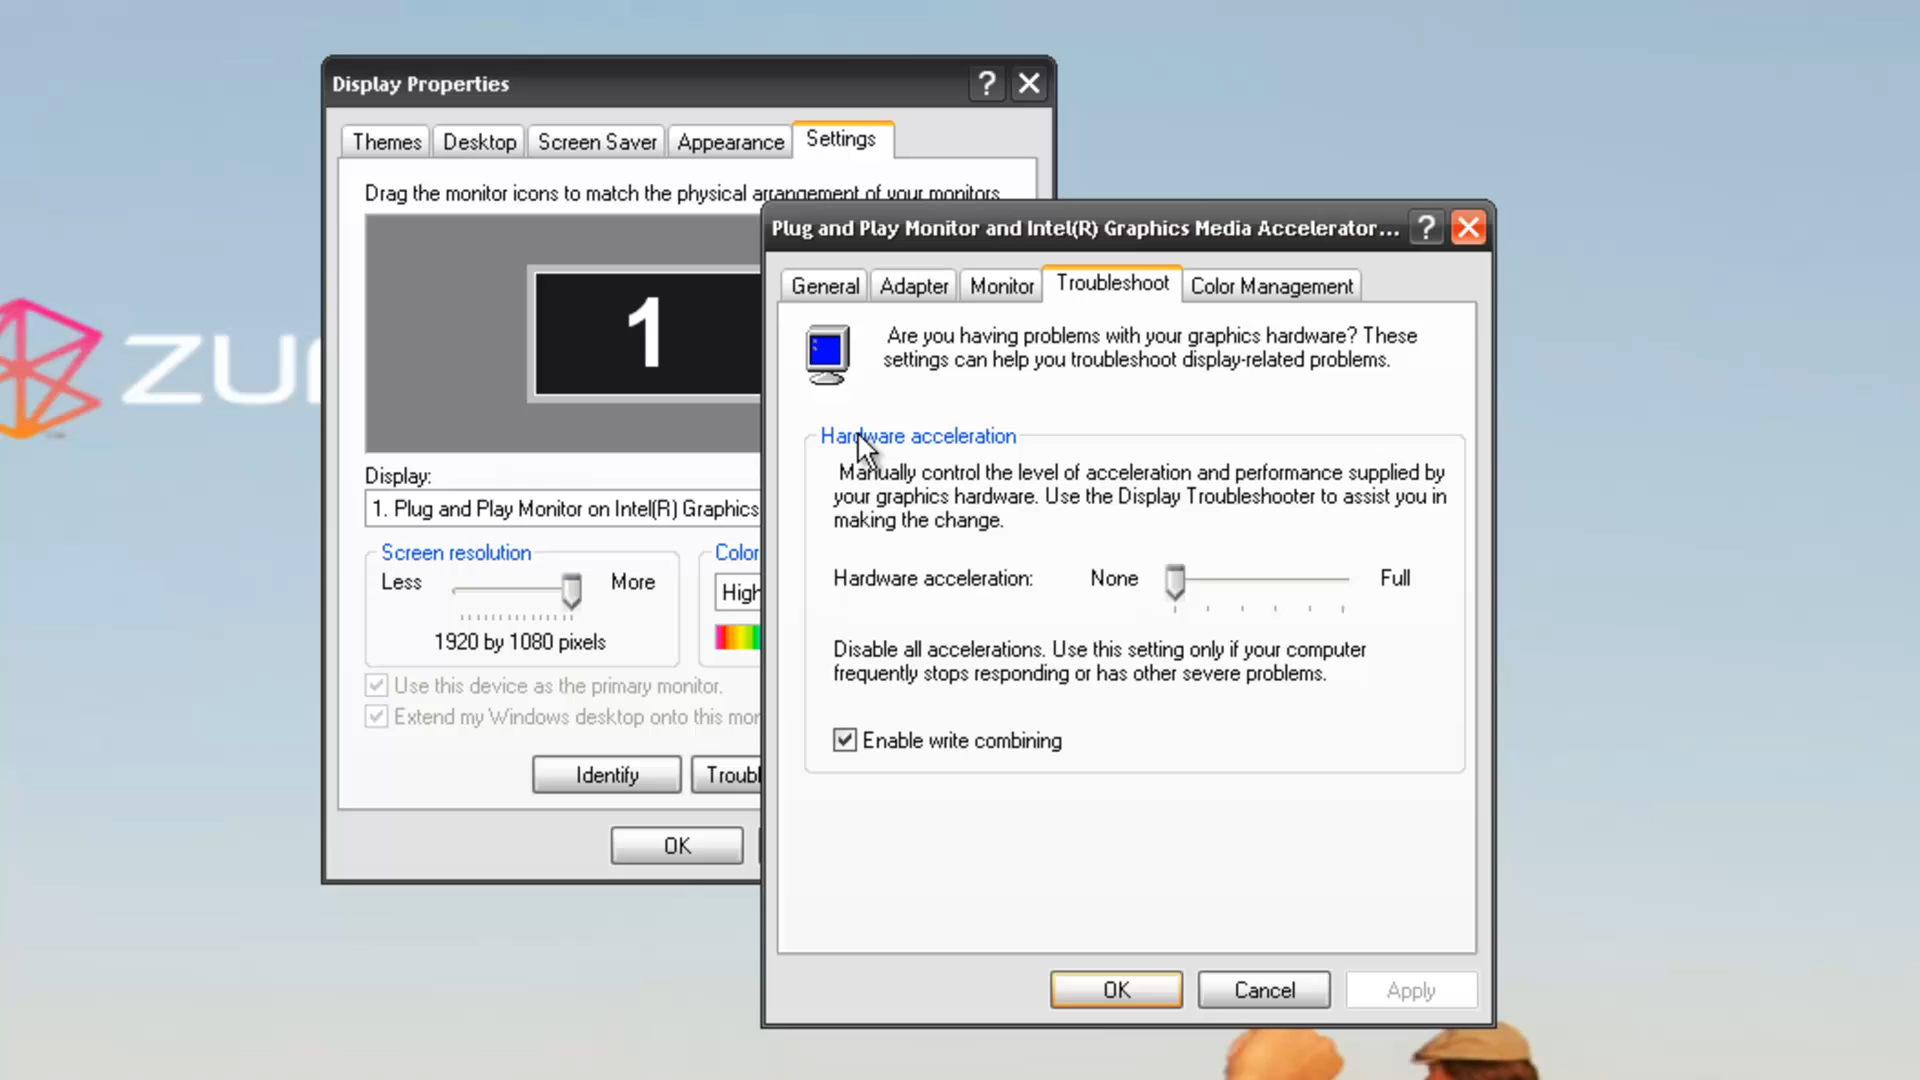 Display Properties
Themes
Desktop
Screen Saver
Appearance
Settings
Drag the monitor icons to match the physical arrangement of your monitors
1
Display:
1. Plug and Play Monitor on Intel(R) Graphics
Screen resolution
Less
More
1920 by 1080 pixels
Color
High
Use this device as the primary monitor.
Extend my Windows desktop onto this mon
Identify
Troubl
OK
Plug and Play Monitor and Intel(R) Graphics Media Accelerator...
General
Adapter
Monitor
Troubleshoot
Color Management
Are you having problems with your graphics hardware? These
settings can help you troubleshoot display-related problems.
Hardware acceleration
Manually control the level of acceleration and performance supplied by
your graphics hardware. Use the Display Troubleshooter to assist you in
making the change.
Hardware acceleration:
None
Full
Disable all accelerations. Use this setting only if your computer
frequently stops responding or has other severe problems.
Enable write combining
OK
Cancel
Apply